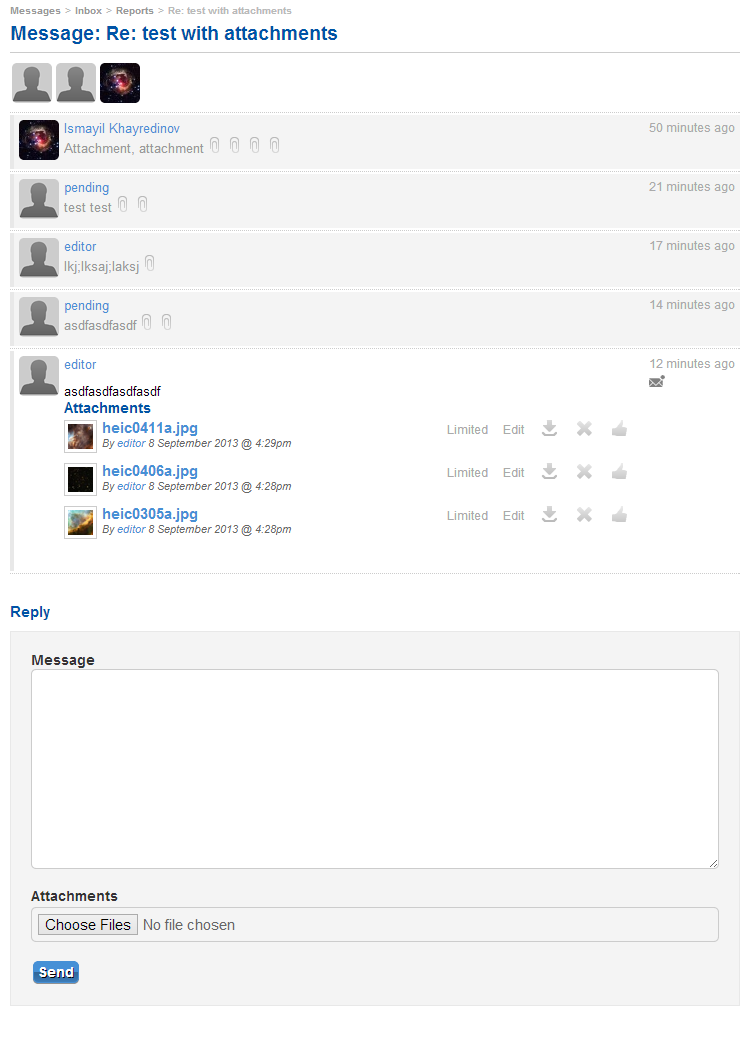 Messages > Inbox > Reports > Re: test with attachments
Message: Re: test with attachments
Ismayil Khayredinov 50 minutes ago
Attachment, attachment
pending 21 minutes ago
test test
editor 17 minutes ago
lkj;lksaj;laksj
pending 14 minutes ago
asdfasdfasdf
editor 12 minutes ago
asdfasdfasdfasdf
Attachments
heic0411a.jpg Limited Edit
By editor 8 September 2013 @ 4:29pm
heic0406a.jpg Limited Edit
By editor 8 September 2013 @ 4:28pm
heic0305a.jpg Limited Edit
By editor 8 September 2013 @ 4:28pm
Reply
Message
Attachments
Choose Files No file chosen
Send